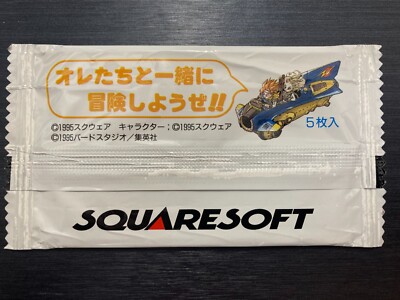 オレたちと一緒に
冒険しようぜ!!
©1995スクウェア キャラクター:©1995スクウェア
©1995バードスタジオ/集英社
5枚入
SQUARESOFT